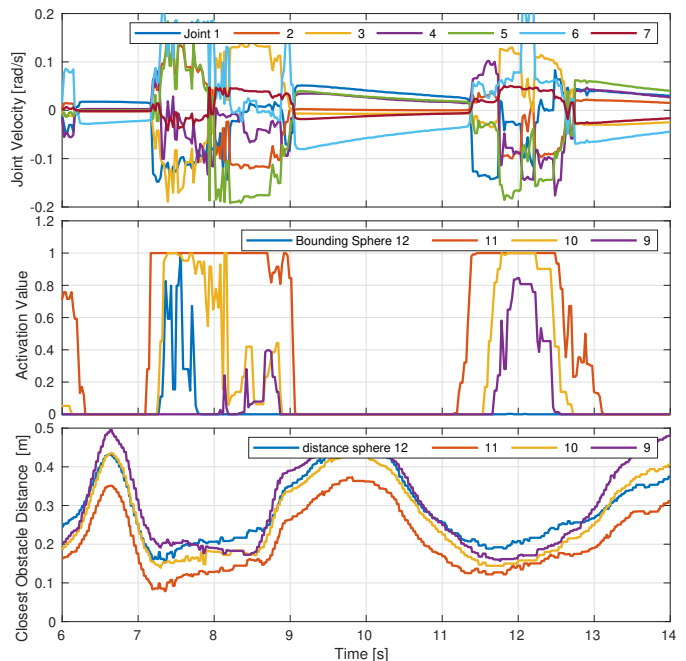 0.2
Joint 1 2 3 4 5 6 7
0.1
0
-0.1
-0.2
Joint Velocity [rad/s]
1.2
Bounding Sphere 12 11 10 9
1
0.8
0.6
0.4
0.2
0
Activation Value
0.5
distance sphere 12 11 10 9
0.4
0.3
0.2
0.1
0
Closest Obstacle Distance [m]
6 7 8 9 10 11 12 13 14
Time [s]